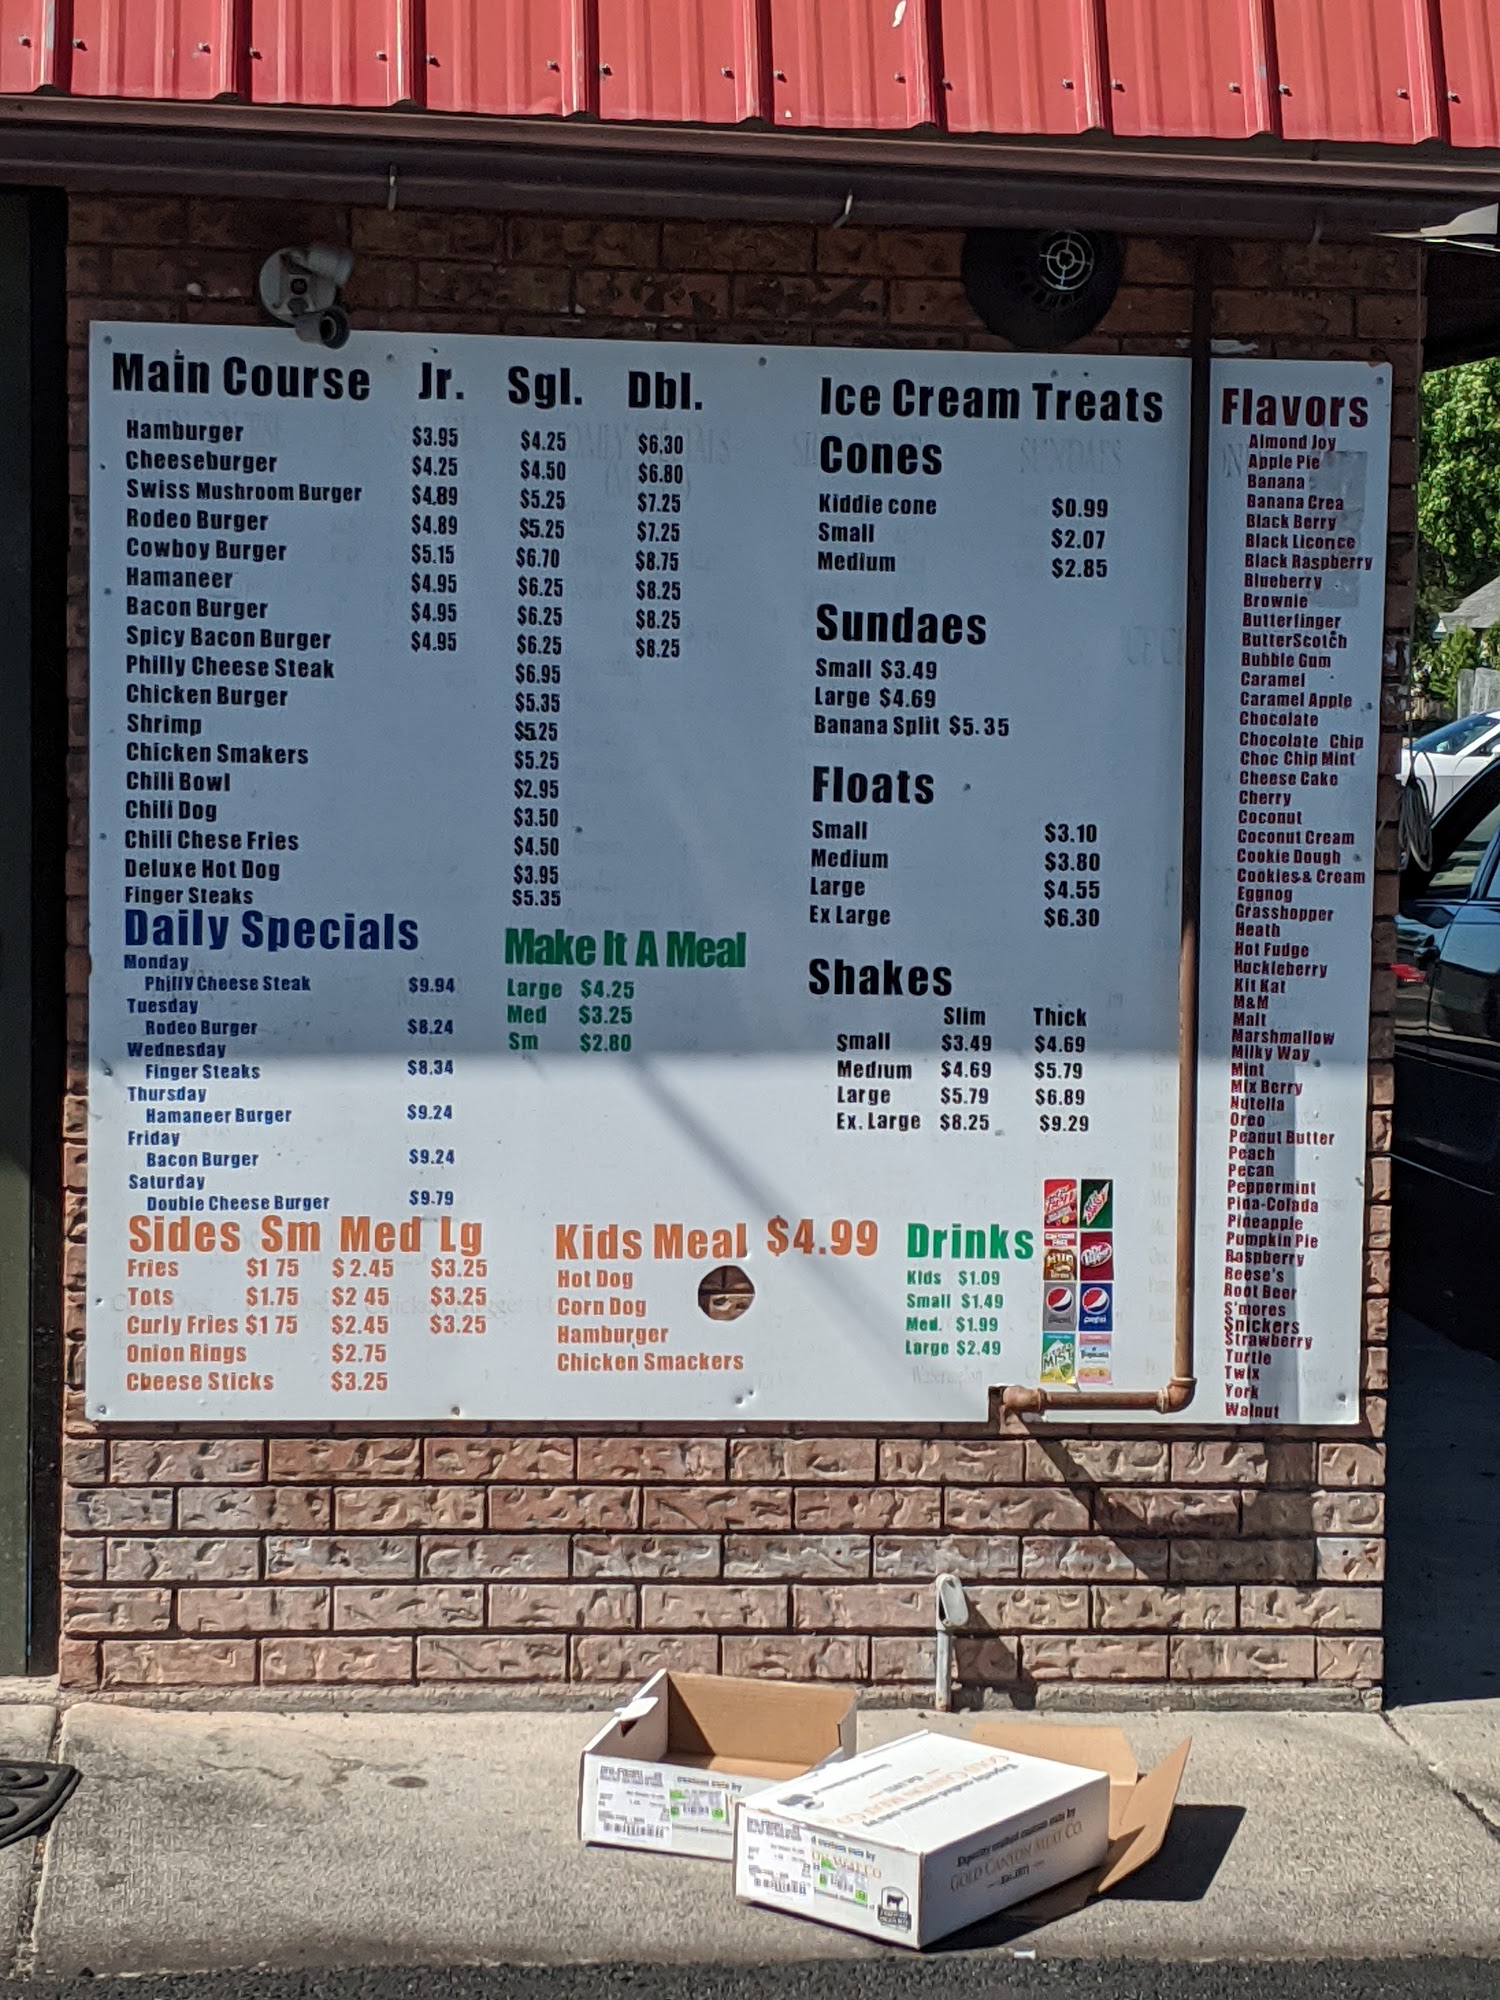 Main Course Jr. Sgl. Dbl.
Hamburger $3.95 $4.25 $6.30
Cheeseburger $4.25 $4.50 $6.80
Swiss Mushroom Burger $4.89 $5.25 $7.25
Rodeo Burger $4.89 $5.25 $7.25
Cowboy Burger $5.15 $6.70 $8.75
Hamaneer $4.95 $6.25 $8.25
Bacon Burger $4.95 $6.25 $8.25
Spicy Bacon Burger $4.95 $6.25 $8.25
Philly Cheese Steak $6.95
Chicken Burger $5.35
Shrimp $5.25
Chicken Smakers $5.25
Chili Bowl $2.95
Chili Dog $3.50
Chili Chese Fries $4.50
Deluxe Hot Dog $3.95
Finger Steaks $5.35
Daily Specials
Monday
Philly Cheese Steak $9.94
Tuesday
Rodeo Burger $8.24
Wednesday
Finger Steaks $8.34
Thursday
Hamaneer Burger $9.24
Friday
Bacon Burger $9.24
Saturday
Double Cheese Burger $9.79
Make It A Meal
Large $4.25
Med $3.25
Sm $2.80
Sides Sm Med Lg
Fries $1 75 $2.45 $3.25
Tots $1.75 $2 45 $3.25
Curly Fries $1 75 $2.45 $3.25
Onion Rings $2.75
Cheese Sticks $3.25
Kids Meal $4.99
Hot Dog
Corn Dog
Hamburger
Chicken Smackers
Ice Cream Treats
Cones
Kiddie cone $0.99
Small $2.07
Medium $2.85
Sundaes
Small $3.49
Large $4.69
Banana Split $5.35
Floats
Small $3.10
Medium $3.80
Large $4.55
Ex Large $6.30
Shakes
Slim Thick
Small $3.49 $4.69
Medium $4.69 $5.79
Large $5.79 $6.89
Ex. Large $8.25 $9.29
Drinks
Kids $1.09
Small $1.49
Med. $1.99
Large $2.49
Flavors
Almond Joy
Apple Pie
Banana
Banana Crea
Black Berry
Black Licorice
Black Raspberry
Blueberry
Brownie
Butterfinger
ButterScotch
Bubble Gum
Caramel
Caramel Apple
Chocolate
Chocolate Chip
Choc Chip Mint
Cheese Cake
Cherry
Coconut
Coconut Cream
Cookie Dough
Cookies & Cream
Eggnog
Grasshopper
Heath
Hot Fudge
Huckleberry
Kit Kat
M&M
Malt
Marshmallow
Milky Way
Mint
Mix Berry
Nutella
Oreo
Peanut Butter
Peach
Pecan
Peppermint
Pina-Colada
Pineapple
Pumpkin Pie
Raspberry
Reese's
Root Beer
S'mores
Snickers
Strawberry
Turtle
Twix
York
Walnut
GOLD CANYON MEAT CO.
GOLD CANYON MEAT CO.